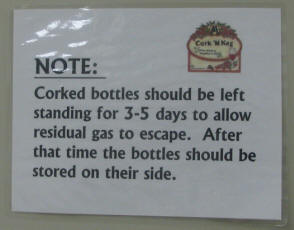 Cork 'N Keg
NOTE:
Corked bottles should be left
standing for 3-5 days to allow
residual gas to escape. After
that time the bottles should be
stored on their side.